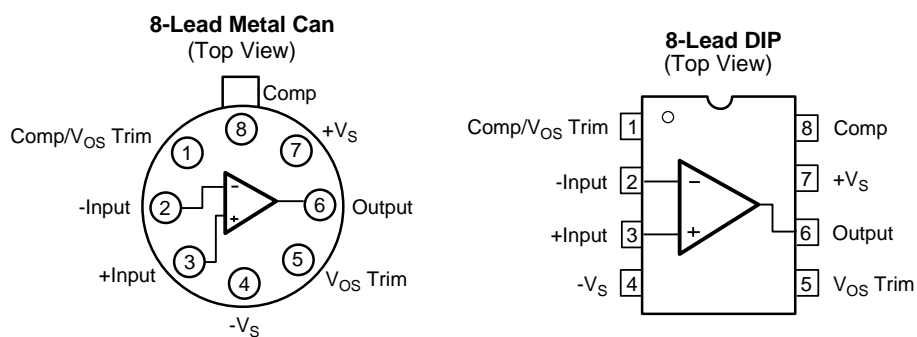 8-Lead Metal Can
(Top View)
Comp
Comp/VOS Trim
+VS
8
1
7
-Input
2
−
6
Output
+
+Input
3
5
4
VOS Trim
-VS
8-Lead DIP
(Top View)
Comp/VOS Trim
1
8
Comp
-Input
2
−
7
+VS
+Input
3
+
6
Output
-VS
4
5
VOS Trim